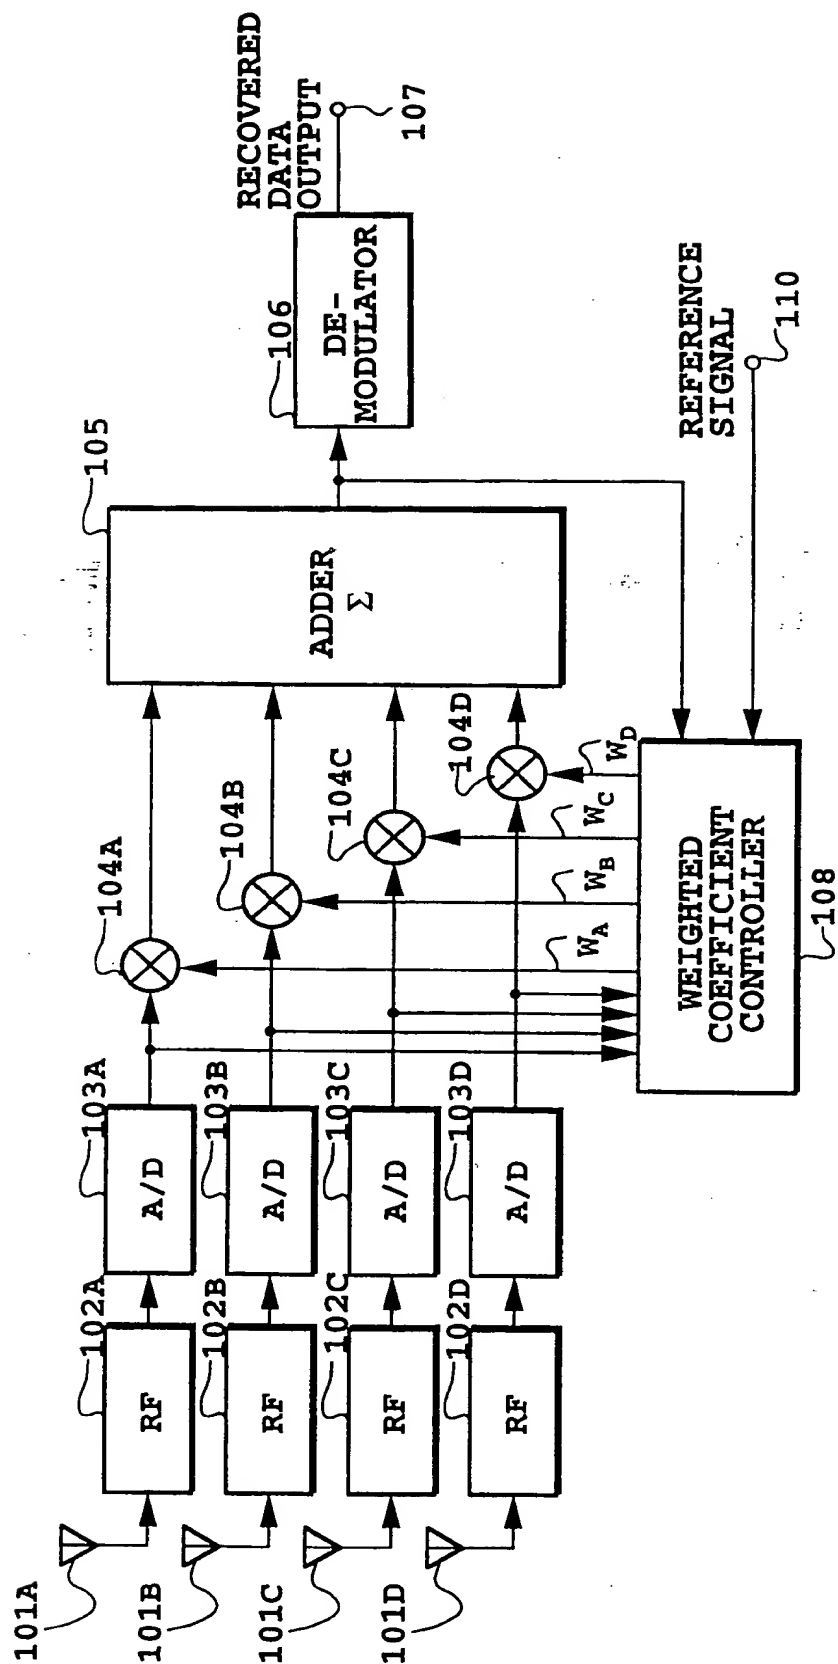 101A
101B
101C
101D
102A
102B
102C
102D
RF
RF
RF
RF
103A
103B
103C
103D
A/D
A/D
A/D
A/D
104A
104B
104C
104D
W_A
W_B
W_C
W_D
WEIGHTED
COEFFICIENT
CONTROLLER
108
105
ADDER
Σ
106
DE-
MODULATOR
RECOVERED
DATA
OUTPUT
107
REFERENCE
SIGNAL
110